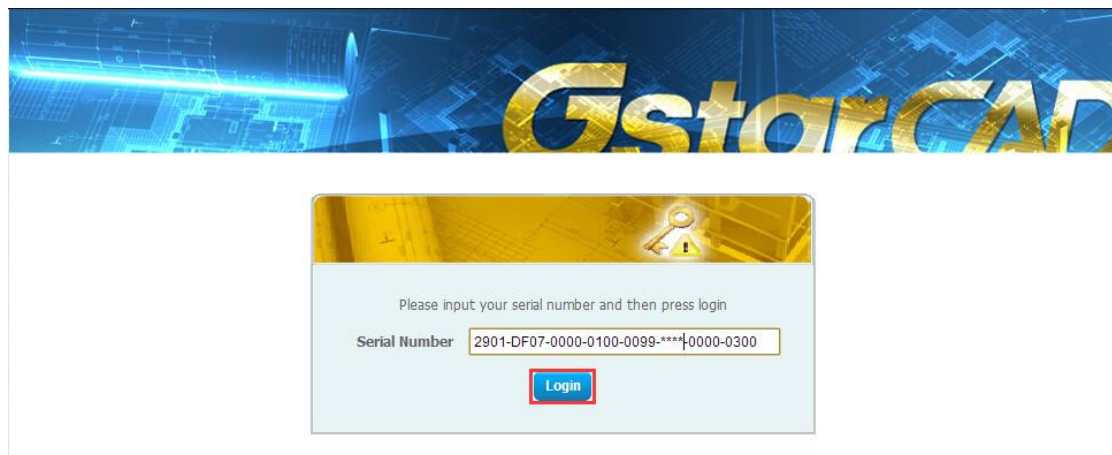 GstarCAD
Please input your serial number and then press login
Serial Number 2901-DF07-0000-0100-0099-****-0000-0300
Login